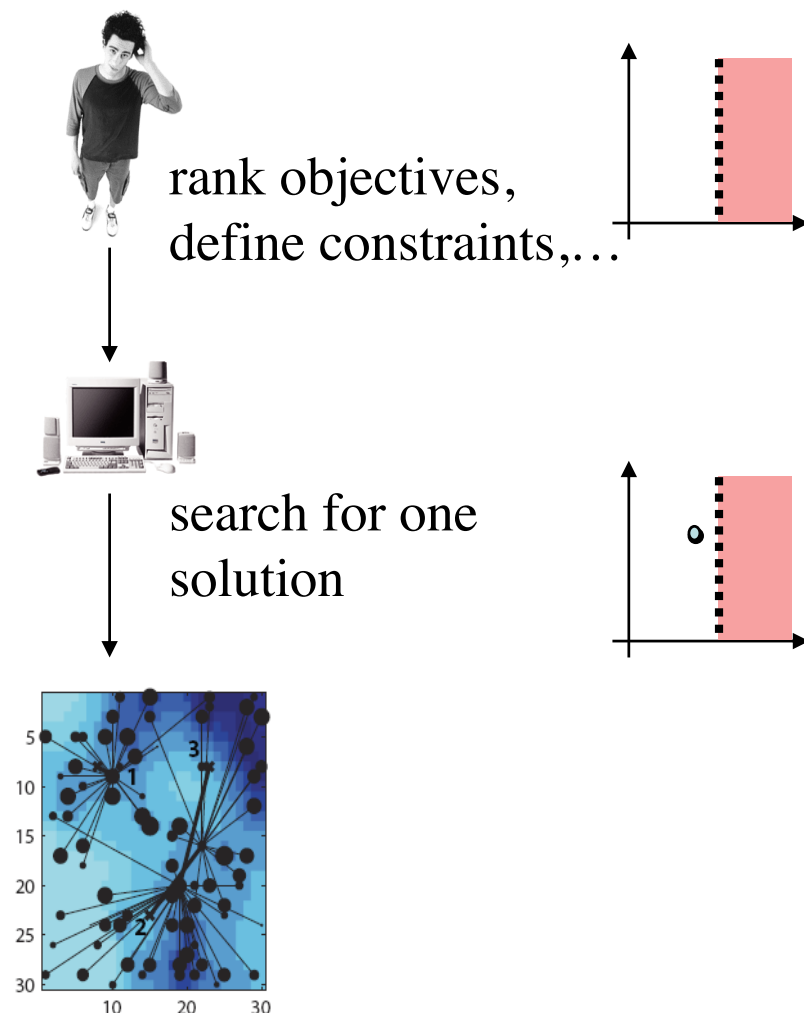 rank objectives,
define constraints,…
search for one
solution
5
10
15
20
25
30
3
1
2
10 20 30